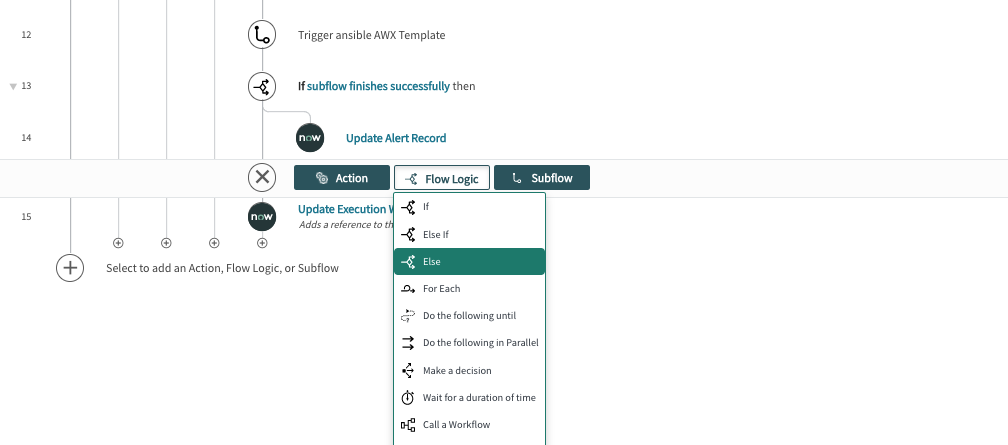 12 Trigger ansible AWX Template
13 If subflow finishes successfully then
14 now Update Alert Record
Action Flow Logic Subflow
15 now Update Execution
Adds a reference to th
If
Else If
Else
For Each
Do the following until
Do the following in Parallel
Make a decision
Wait for a duration of time
Call a Workflow
Select to add an Action, Flow Logic, or Subflow